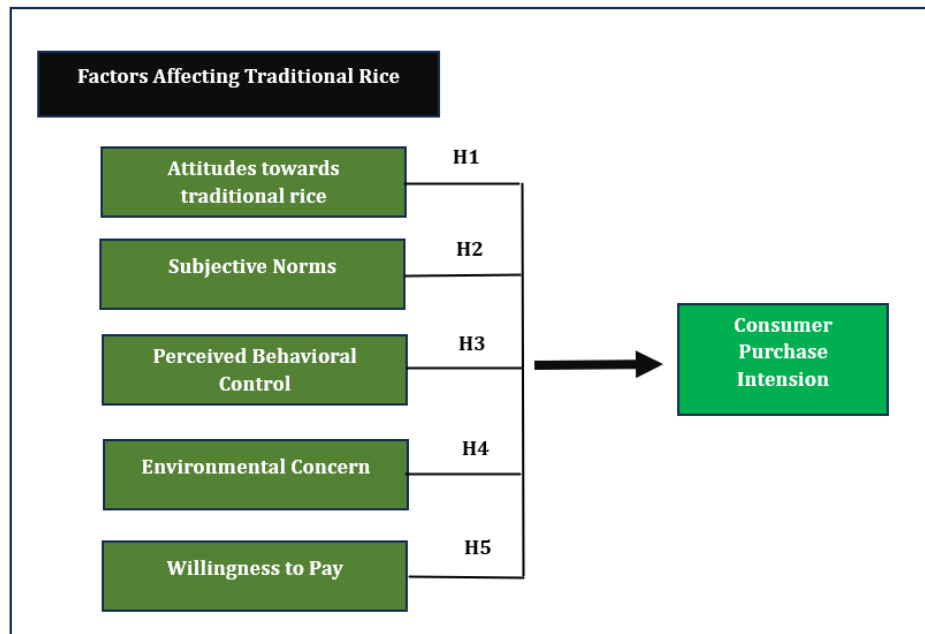 Factors Affecting Traditional Rice
Attitudes towards
traditional rice
H1
Subjective Norms
H2
Perceived Behavioral
Control
H3
Environmental Concern
H4
Willingness to Pay
H5
Consumer
Purchase
Intension